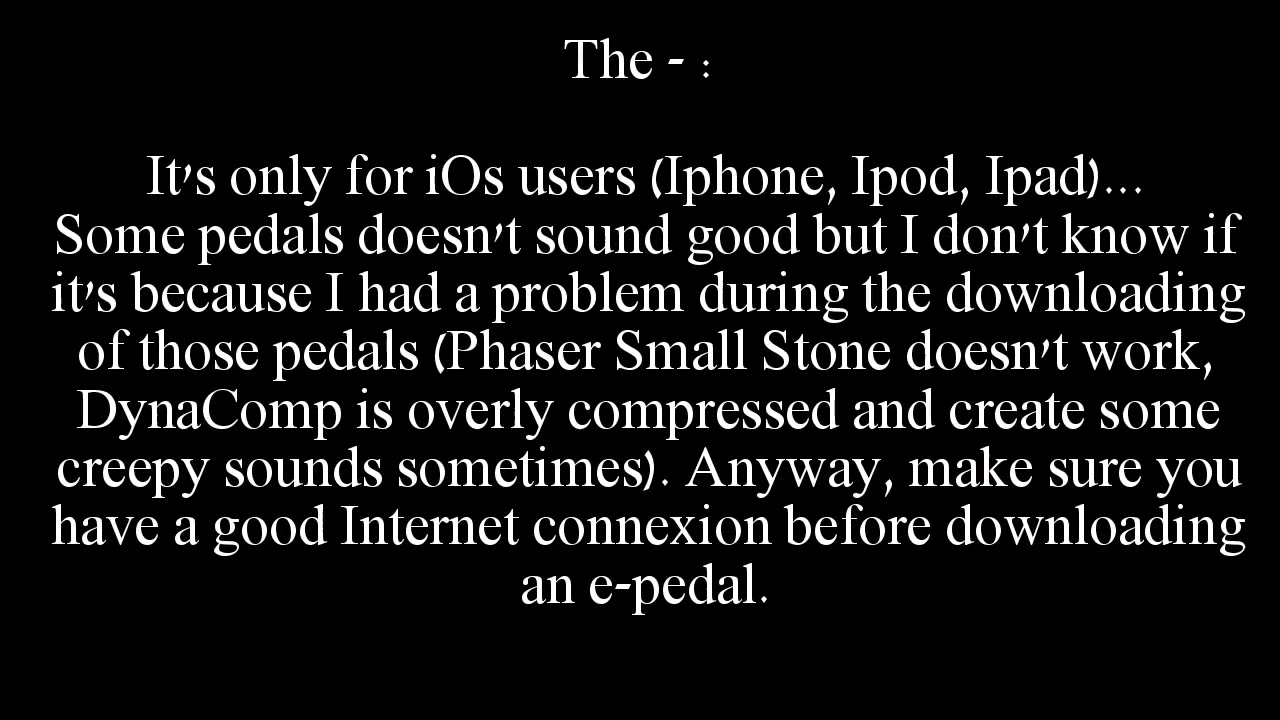 The - :
It's only for iOs users (Iphone, Ipod, Ipad)...
Some pedals doesn't sound good but I don't know if
it's because I had a problem during the downloading
of those pedals (Phaser Small Stone doesn't work,
DynaComp is overly compressed and create some
creepy sounds sometimes). Anyway, make sure you
have a good Internet connexion before downloading
an e-pedal.